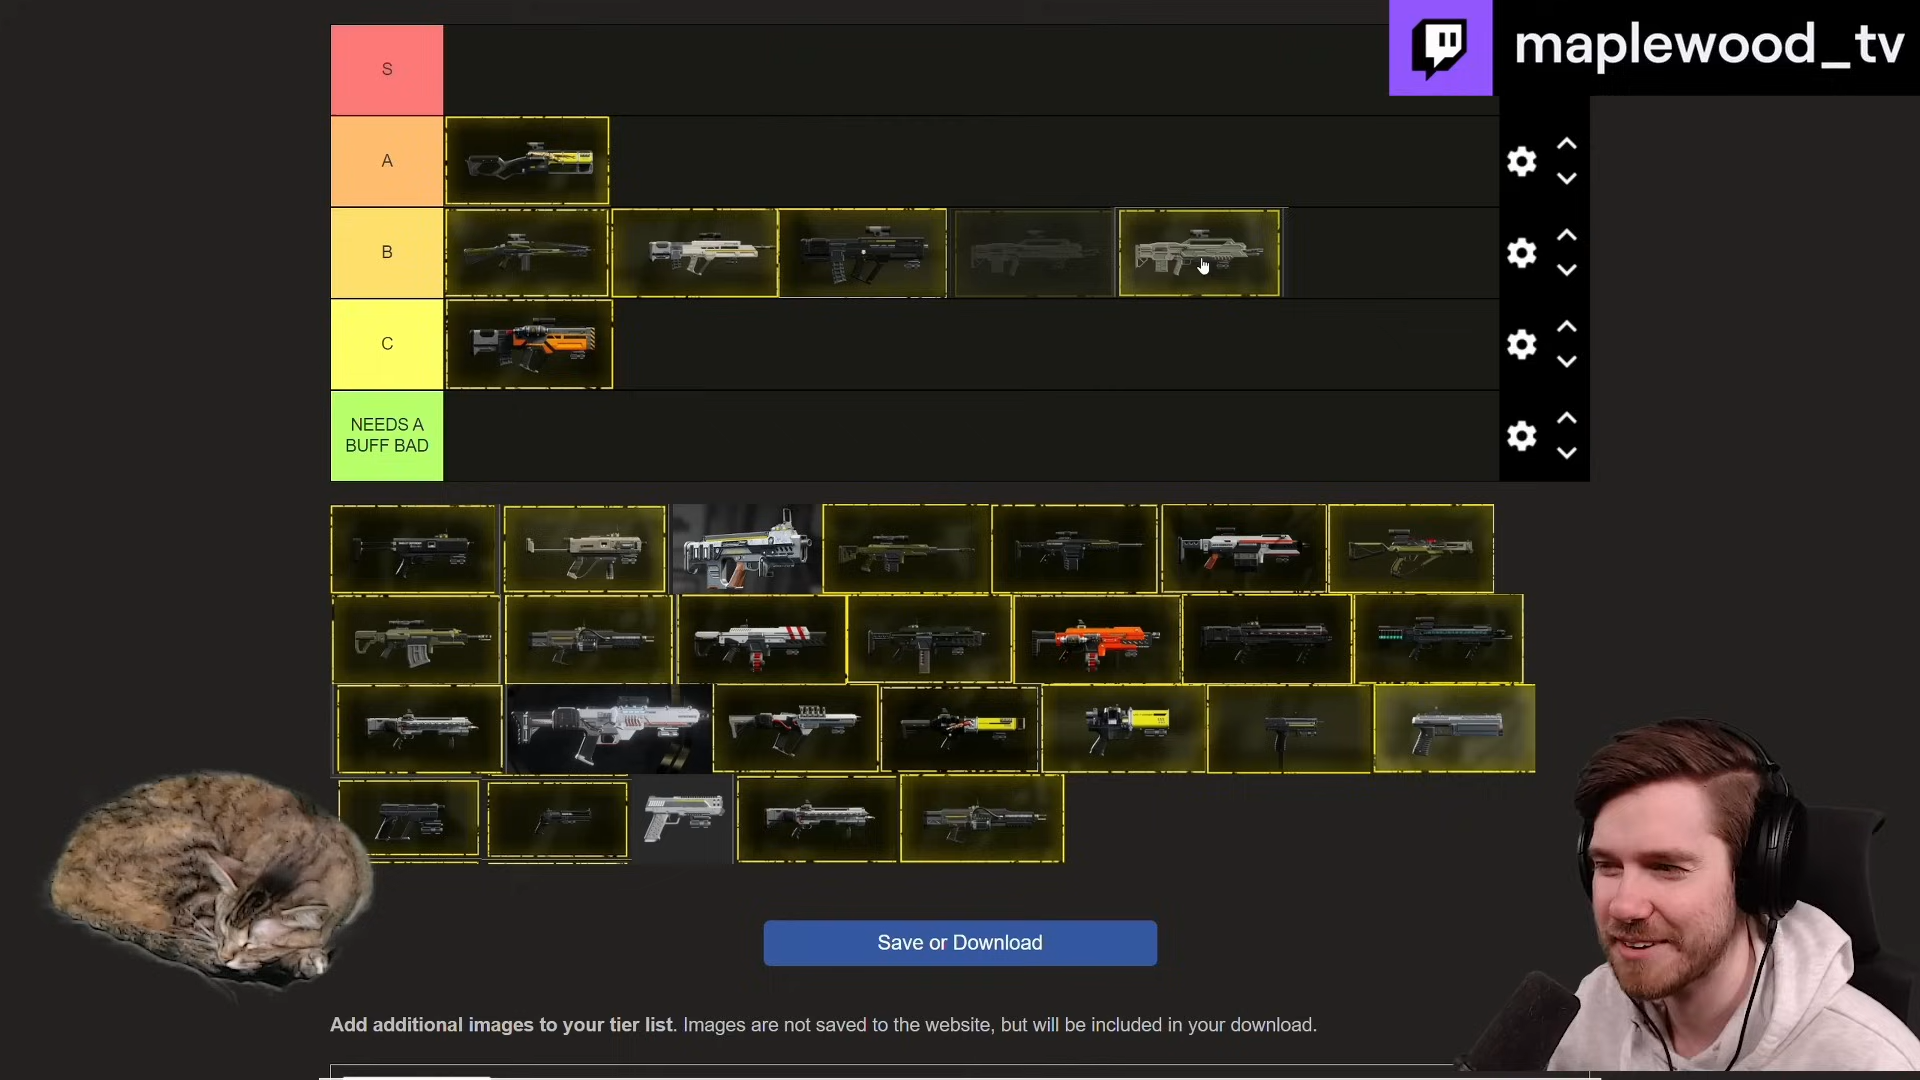 maplewood_tv
S
A
B
C
NEEDS A
BUFF BAD
Save or Download
Add additional images to your tier list. Images are not saved to the website, but will be included in your download.